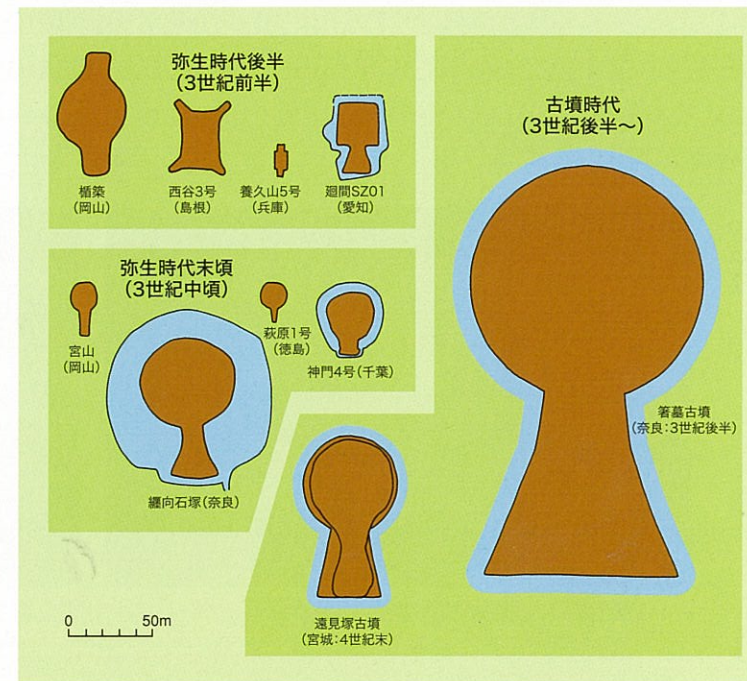 弥生時代後半
(3世紀前半)
楯築
(岡山)
西谷3号
(島根)
養久山5号
(兵庫)
廻間SZ01
(愛知)
弥生時代末頃
(3世紀中頃)
宮山
(岡山)
萩原1号
(徳島)
神門4号(千葉)
纒向石塚(奈良)
古墳時代
(3世紀後半～)
箸墓古墳
(奈良:3世紀後半)
遠見塚古墳
(宮城:4世紀末)
0 50m